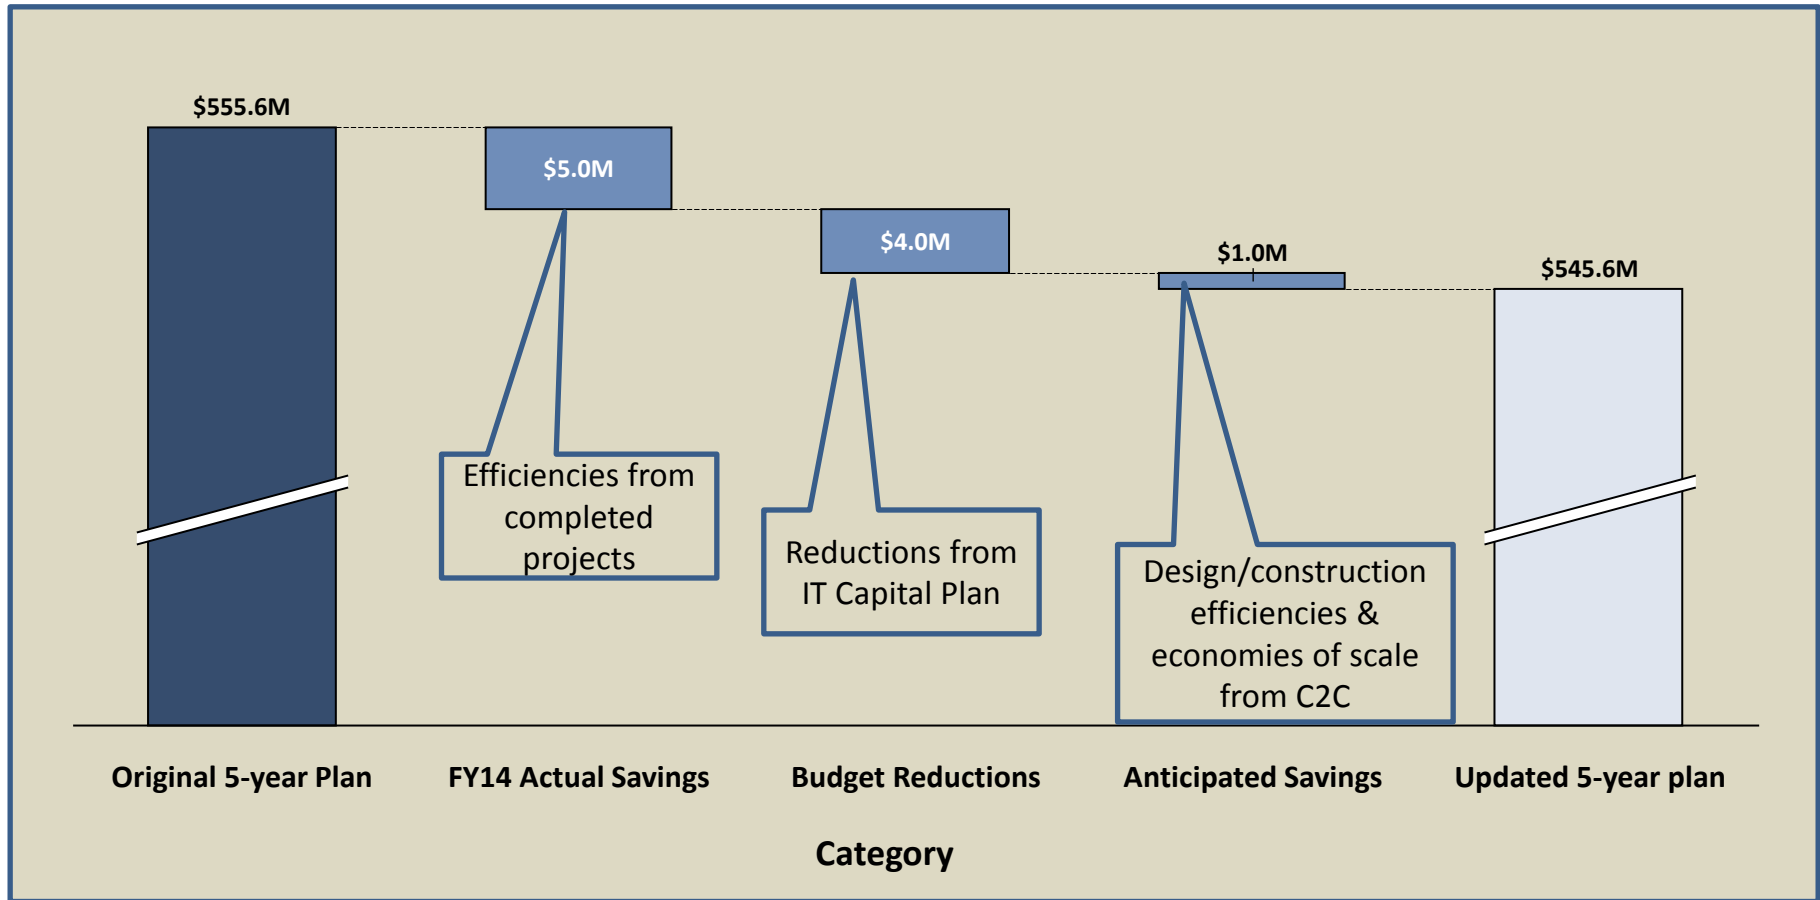 $555.6M
$5.0M
$4.0M
$1.0M
$545.6M
Efficiencies from
completed
projects
Reductions from
IT Capital Plan
Design/construction
efficiencies &
economies of scale
from C2C
Original 5-year Plan
FY14 Actual Savings
Budget Reductions
Anticipated Savings
Updated 5-year plan
Category